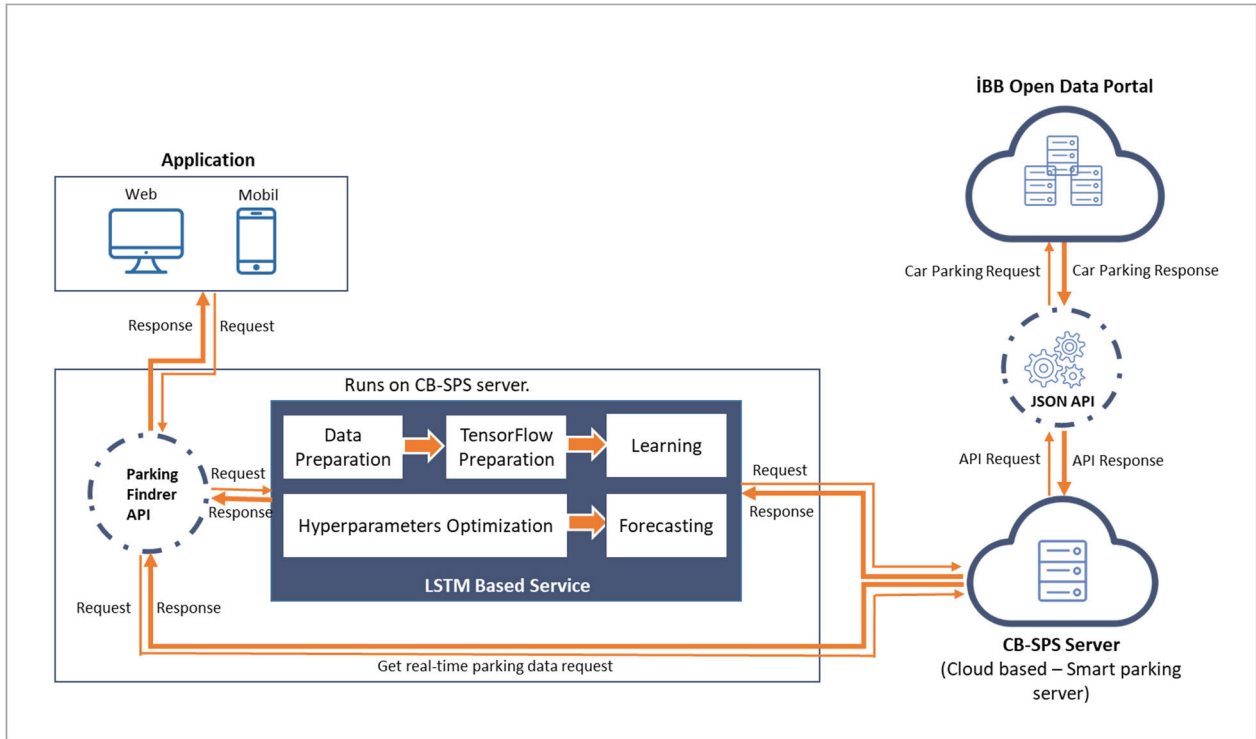 İBB Open Data Portal
Application
Web
Mobil
Car Parking Request
Car Parking Response
Response
Request
JSON API
Runs on CB-SPS server.
Data
Preparation
TensorFlow
Preparation
Learning
API Request
API Response
Parking
Findrer
API
Request
Response
Request
Response
Hyperparameters Optimization
Forecasting
LSTM Based Service
Request
Response
Get real-time parking data request
CB-SPS Server
(Cloud based – Smart parking
server)